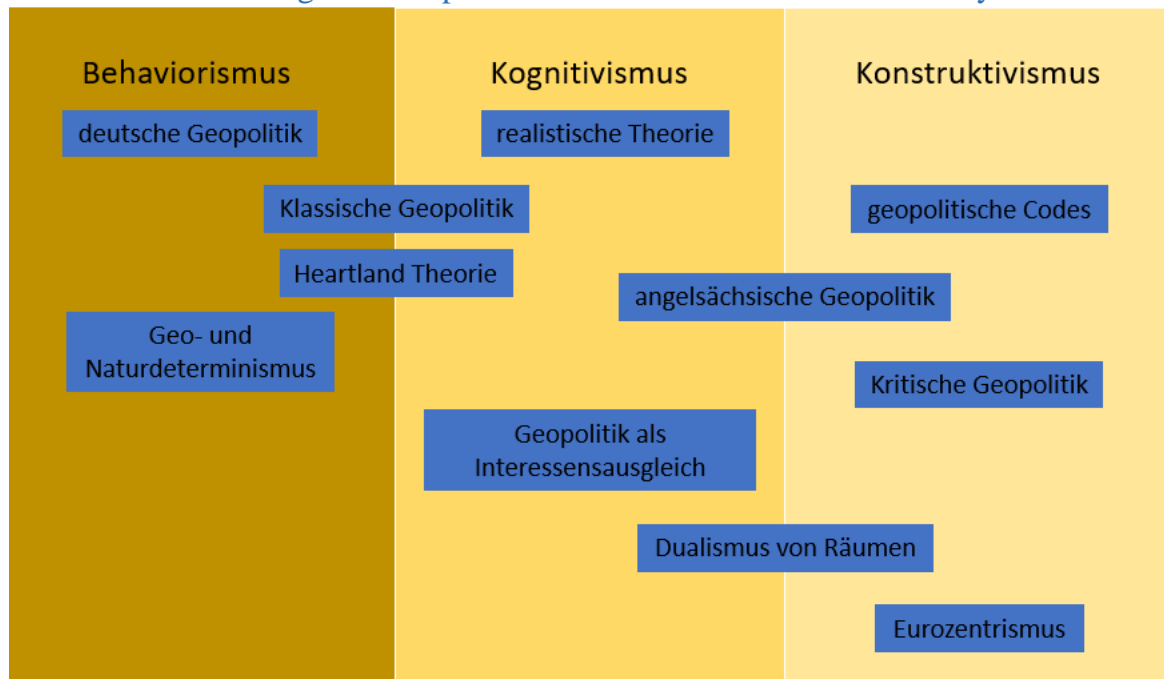 Behaviorismus
Kognitivismus
Konstruktivismus
deutsche Geopolitik
realistische Theorie
Klassische Geopolitik
geopolitische Codes
Heartland Theorie
angelsächsische Geopolitik
Geo- und
Naturdeterminismus
Kritische Geopolitik
Geopolitik als
Interessensausgleich
Dualismus von Räumen
Eurozentrismus